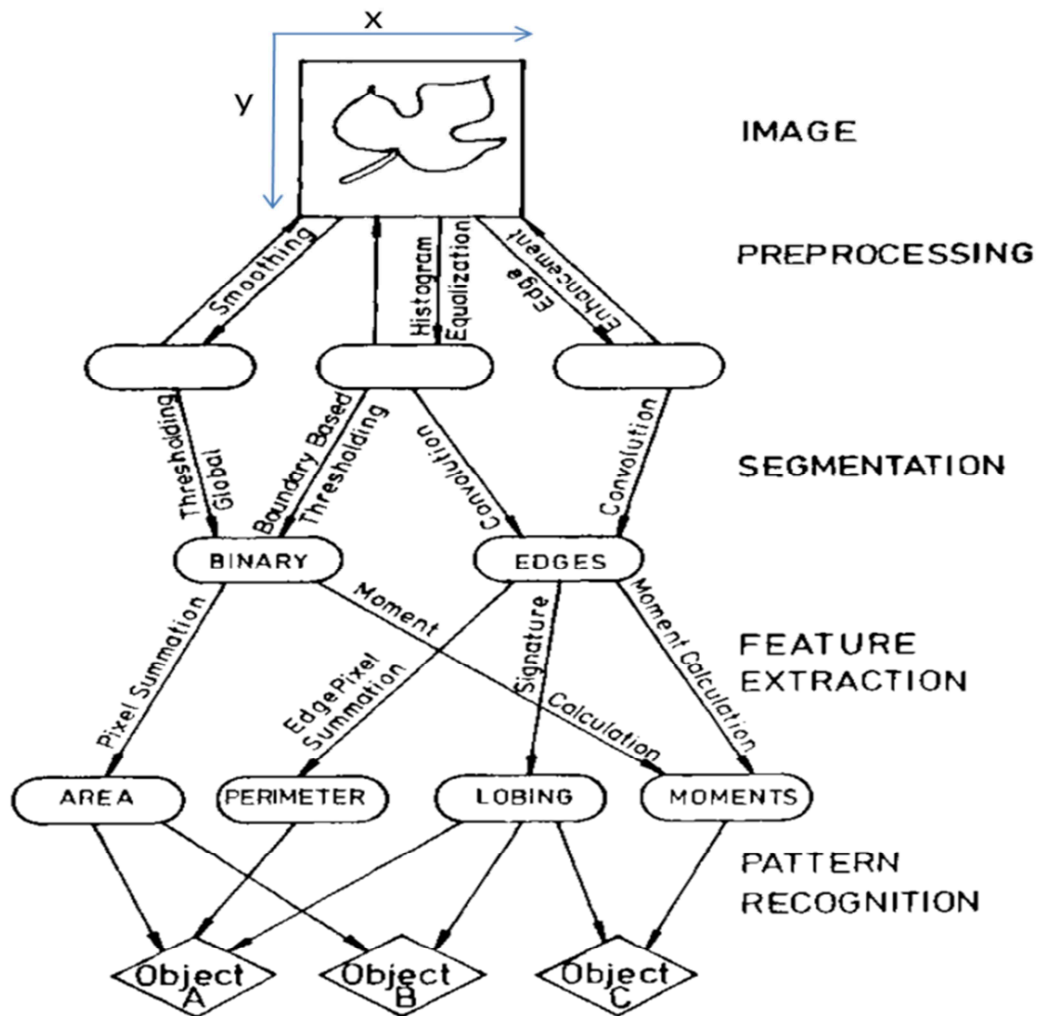 x
y
IMAGE
Smoothing
Histogram
Equalization
Edge
Enhancement
PREPROCESSING
Thresholding
Global
Boundary Based
Thresholding
Convolution
Convolution
SEGMENTATION
BINARY
EDGES
Pixel Summation
Moment
Calculation
Edge Pixel
Summation
Signature
Moment Calculation
FEATURE
EXTRACTION
AREA
PERIMETER
LOBING
MOMENTS
PATTERN
RECOGNITION
Object
A
Object
B
Object
C